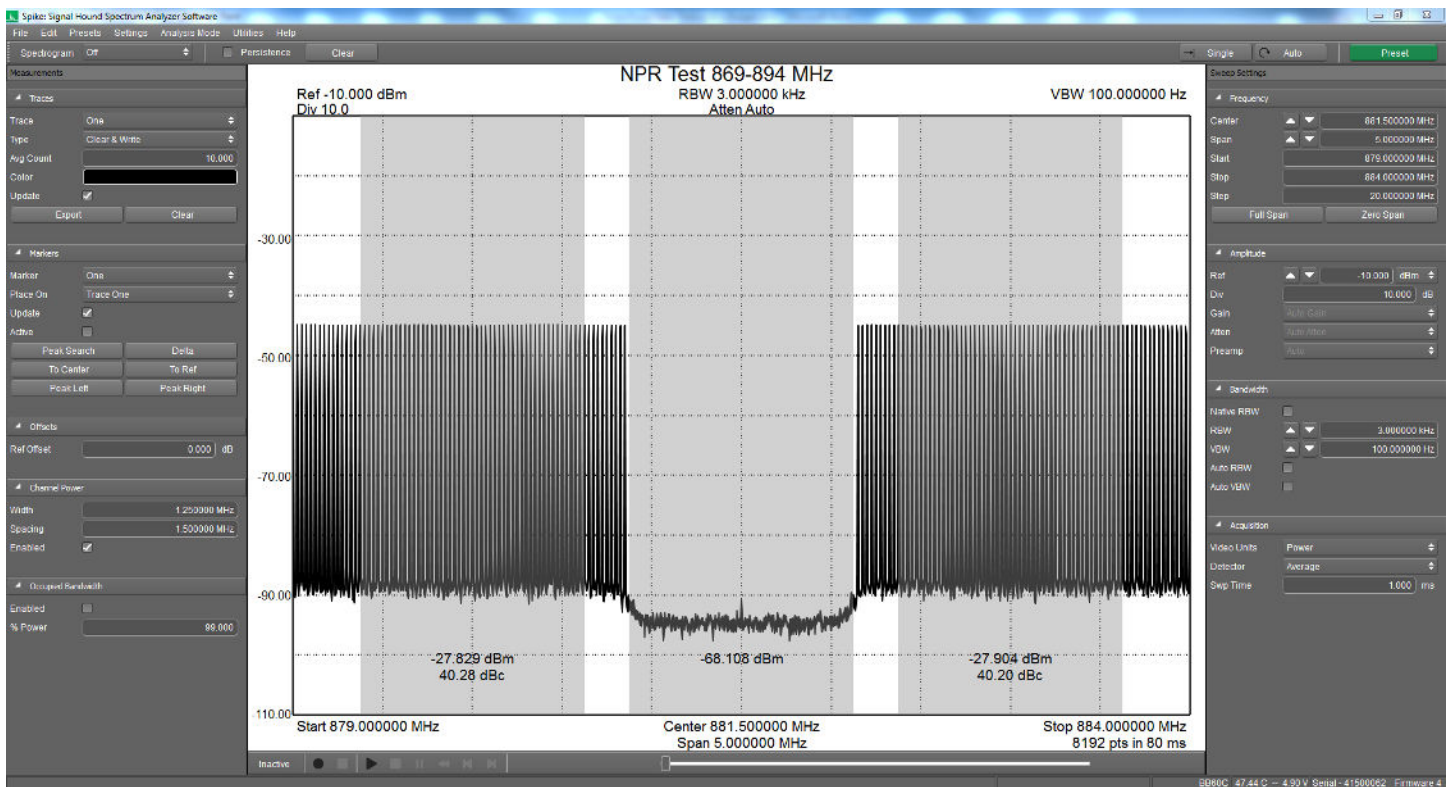 Spike: Signal Hound Spectrum Analyzer Software
File Edit Presets Settings Analysis Mode Utilities Help
Spectrogram Off Persistence Clear Single Auto Preset
Measurements
Traces
Trace One
Type Clear & Write
Avg Count 10.000
Color
Update
Export Clear
Markers
Marker One
Place On Trace One
Update
Active
Peak Search Delta
To Center To Ref
Peak Left Peak Right
Offsets
Ref Offset 0.000 dB
Channel Power
Width 1.250000 MHz
Spacing 1.500000 MHz
Enabled
Occupied Bandwidth
Enabled
% Power 99.000
NPR Test 869-894 MHz
Ref -10.000 dBm RBW 3.000000 kHz VBW 100.000000 Hz
Div 10.0 Atten Auto
-30.00
-50.00
-70.00
-90.00
-27.829 dBm -68.108 dBm -27.904 dBm
40.28 dBc 40.20 dBc
-110.00
Start 879.000000 MHz Center 881.500000 MHz Stop 884.000000 MHz
Span 5.000000 MHz 8192 pts in 80 ms
Inactive
Sweep Settings
Frequency
Center 881.500000 MHz
Span 5.000000 MHz
Start 879.000000 MHz
Stop 884.000000 MHz
Step 20.000000 MHz
Full Span Zero Span
Amplitude
Ref -10.000 dBm
Div 10.000 dB
Gain Auto Gain
Atten Auto Atten
Preamp Auto
Bandwidth
Native RBW
RBW 3.000000 kHz
VBW 100.000000 Hz
Auto RBW
Auto VBW
Acquisition
Video Units Power
Detector Average
Swp Time 1.000 ms
BB60C 47.44 C -- 4.90 V Serial - 41500062 Firmware 4